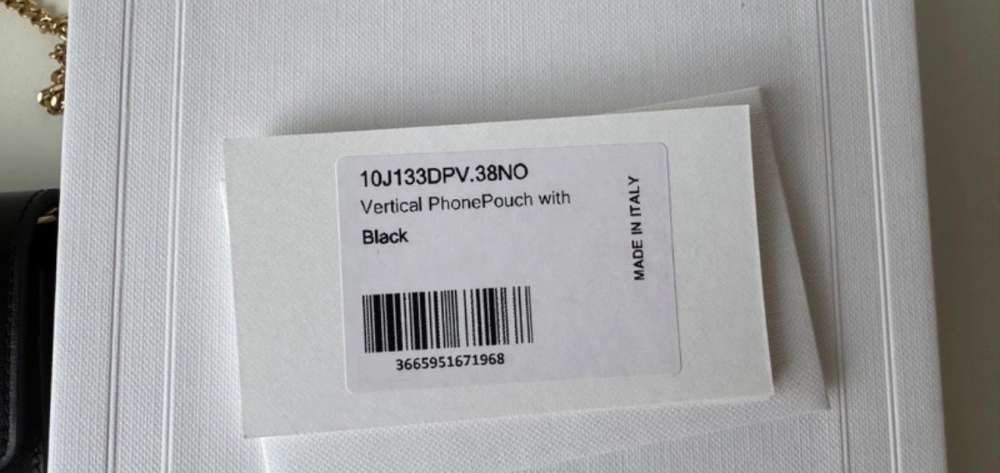 10J133DPV.38NO
Vertical PhonePouch with
Black
MADE IN ITALY
3665951671968